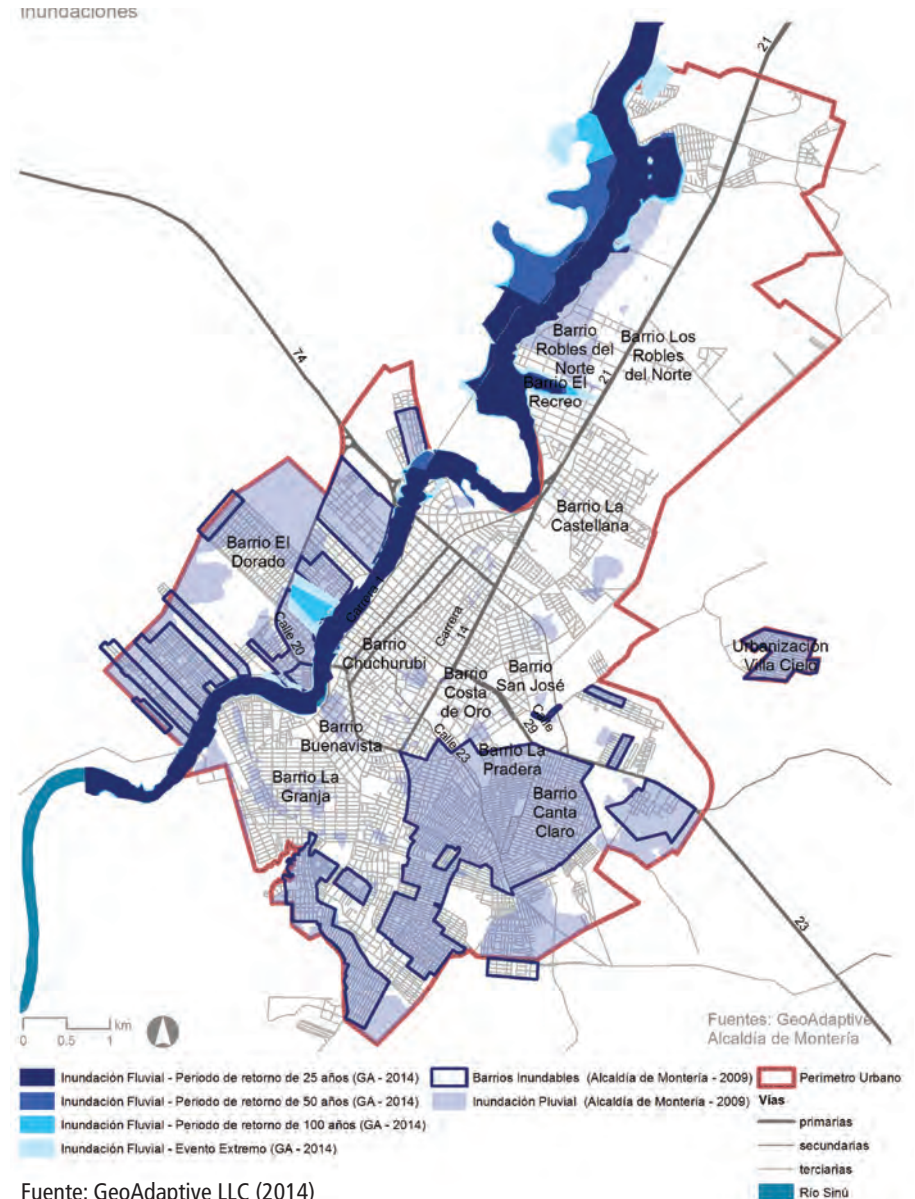 Inundaciones
21
74
Barrio
Robles del
Norte
Barrio Los
Robles
del Norte
21
Barrio El
Recreo
Barrio La
Castellana
Barrio El
Dorado
Calle 20
Carrera 1
Carrera
14
Barrio
Chuchurubi
Urbanización
Villa Cielo
Barrio
San José
Barrio
Costa
de Oro
Calle
29
Barrio
Buenavista
Calle 23
Barrio La
Pradera
Barrio La
Granja
Barrio
Canta
Claro
23
km
0 0.5 1
Fuentes: GeoAdaptive
Alcaldía de Montería
Inundación Fluvial - Periodo de retorno de 25 años (GA - 2014)
Inundación Fluvial - Periodo de retorno de 50 años (GA - 2014)
Inundación Fluvial - Periodo de retorno de 100 años (GA - 2014)
Inundación Fluvial - Evento Extremo (GA - 2014)
Barrios Inundables (Alcaldía de Montería - 2009)
Inundación Pluvial (Alcaldía de Montería - 2009)
Perimetro Urbano
Vías
primarias
secundarias
terciarias
Río Sinú
Fuente: GeoAdaptive LLC (2014)